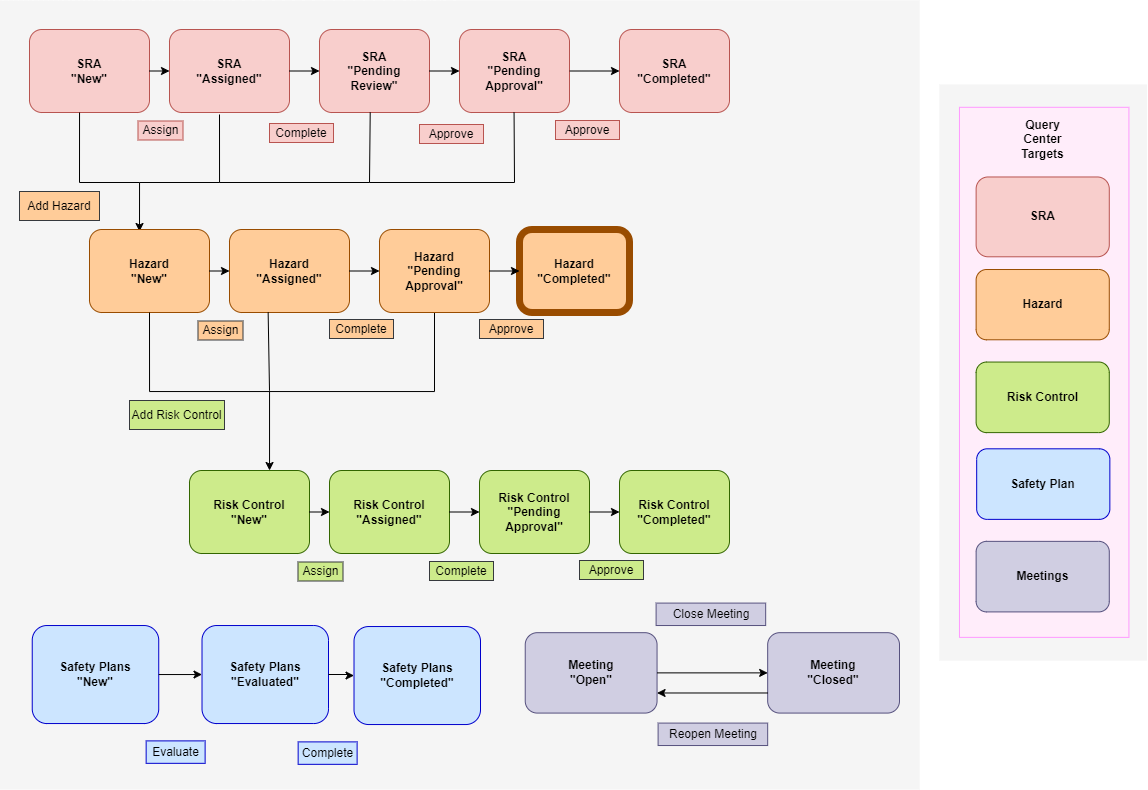 SRA
"New"
SRA
"Assigned"
SRA
"Pending
Review"
SRA
"Pending
Approval"
SRA
"Completed"
Assign
Complete
Approve
Approve
Add Hazard
Hazard
"New"
Hazard
"Assigned"
Hazard
"Pending
Approval"
Hazard
"Completed"
Assign
Complete
Approve
Add Risk Control
Risk Control
"New"
Risk Control
"Assigned"
Risk Control
"Pending
Approval"
Risk Control
"Completed"
Assign
Complete
Approve
Safety Plans
"New"
Safety Plans
"Evaluated"
Safety Plans
"Completed"
Evaluate
Complete
Close Meeting
Meeting
"Open"
Meeting
"Closed"
Reopen Meeting
Query
Center
Targets
SRA
Hazard
Risk Control
Safety Plan
Meetings